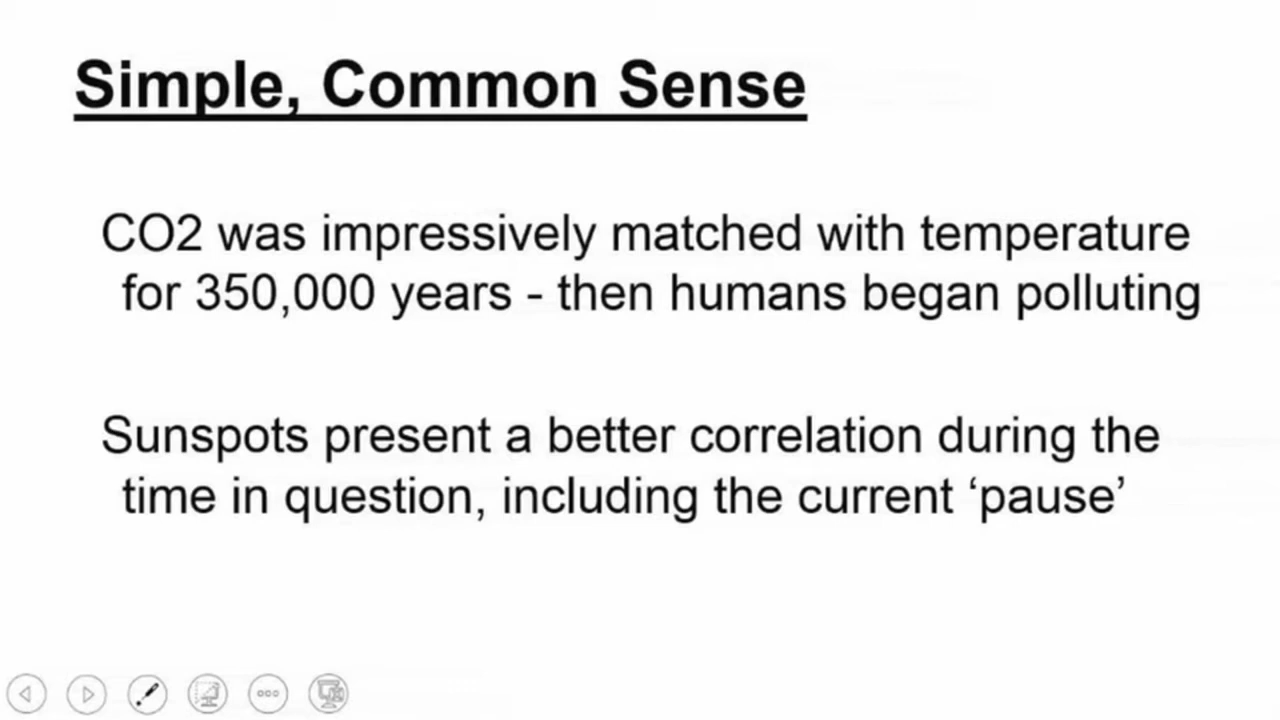 Simple, Common Sense
CO2 was impressively matched with temperature
for 350,000 years - then humans began polluting
Sunspots present a better correlation during the
time in question, including the current ‘pause’